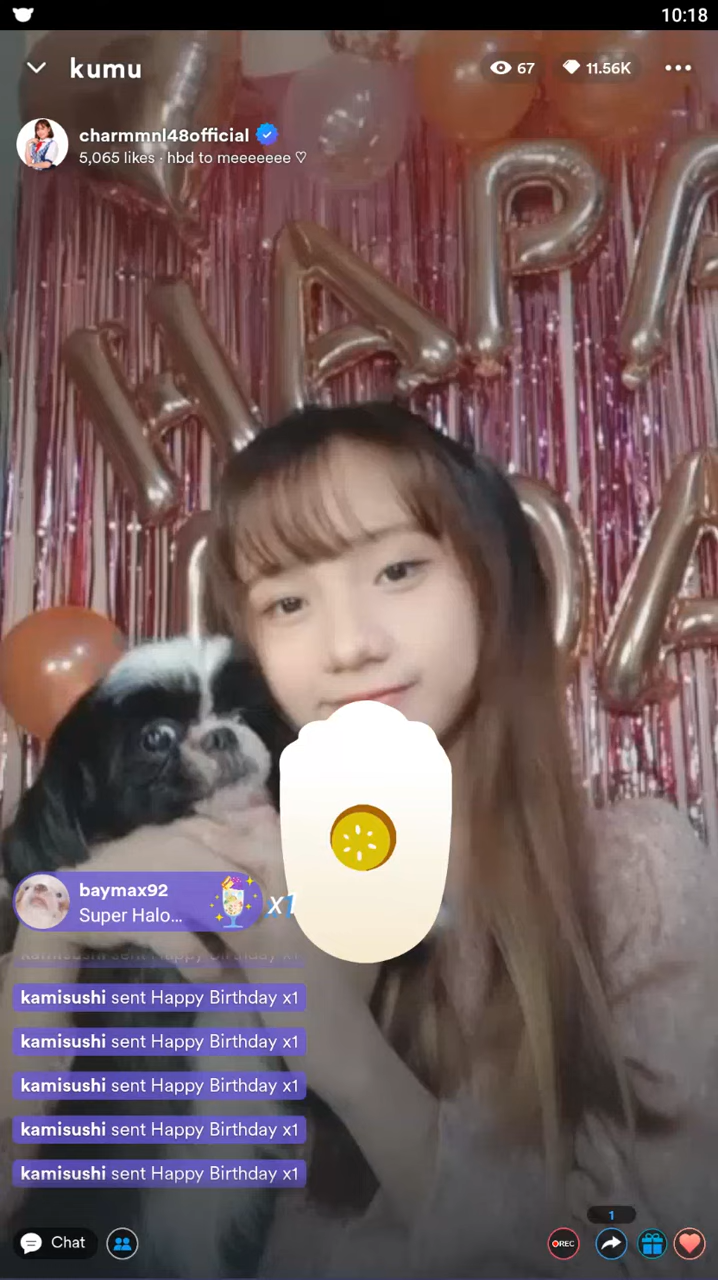 10:18
kumu
67
11.56K
charmmnl48official
5,065 likes · hbd to meeeeeee ♡
HAPP
DA
baymax92
Super Halo...
x1
kamisushi sent Happy Birthday x1
kamisushi sent Happy Birthday x1
kamisushi sent Happy Birthday x1
kamisushi sent Happy Birthday x1
kamisushi sent Happy Birthday x1
1
Chat
REC